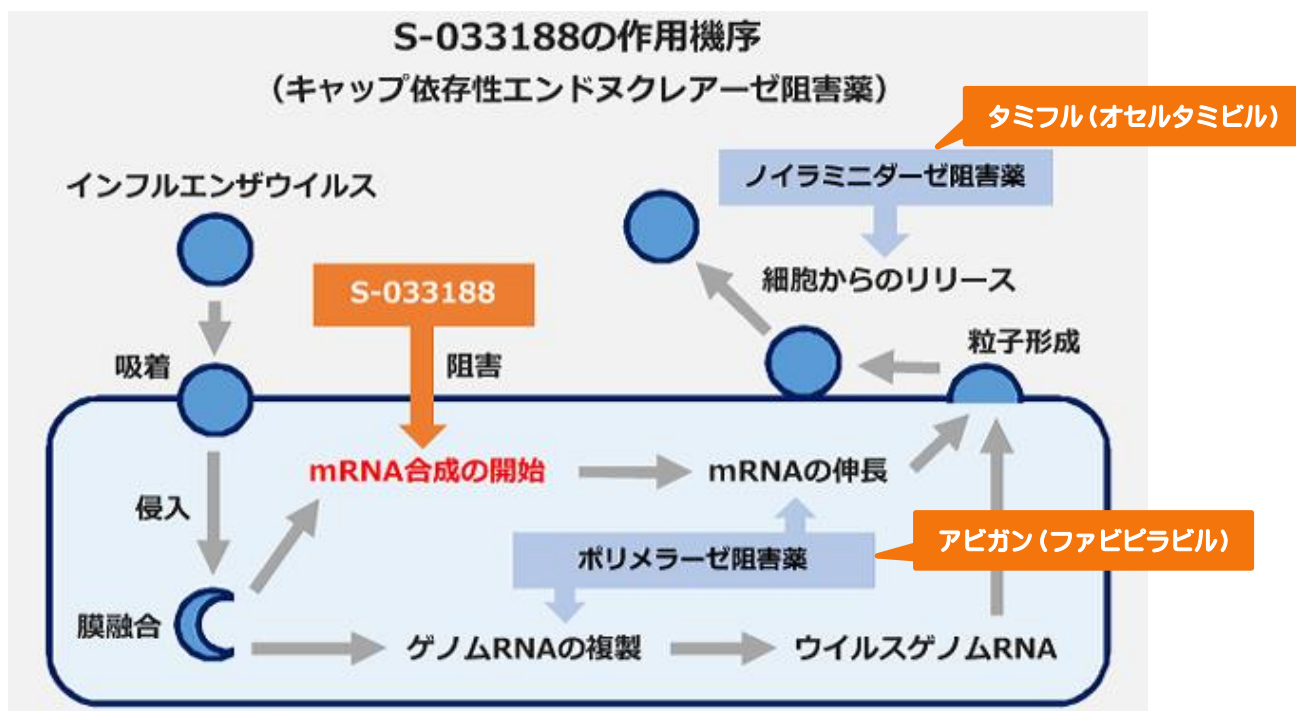 S-033188の作用機序
（キャップ依存性エンドヌクレアーゼ阻害薬）
タミフル（オセルタミビル）
ノイラミニダーゼ阻害薬
インフルエンザウイルス
細胞からのリリース
S-033188
吸着
阻害
粒子形成
mRNA合成の開始
mRNAの伸長
侵入
アビガン（ファビピラビル）
ポリメラーゼ阻害薬
膜融合
ゲノムRNAの複製
ウイルスゲノムRNA